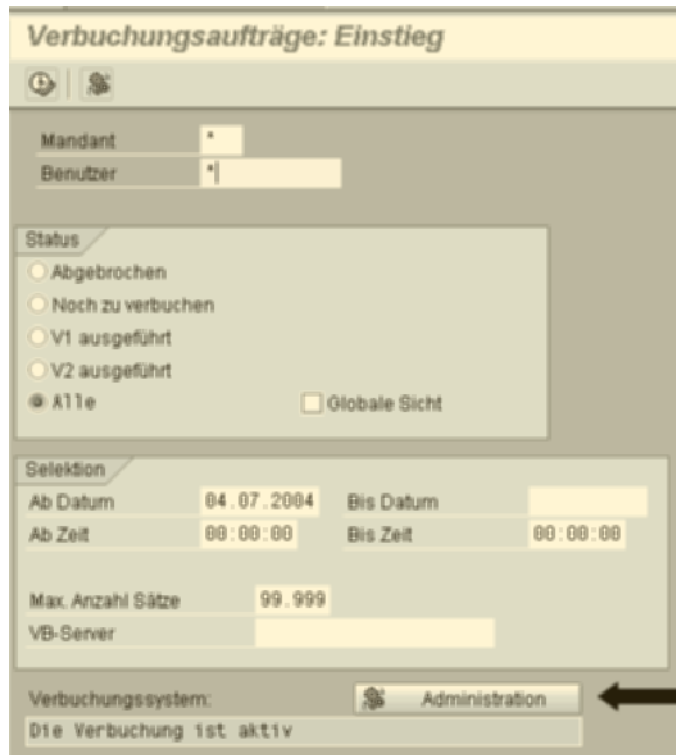 Verbuchungsaufträge: Einstieg
Mandant *
Benutzer *
Status
Abgebrochen
Noch zu verbuchen
V1 ausgeführt
V2 ausgeführt
Alle Globale Sicht
Selektion
Ab Datum 04.07.2004 Bis Datum
Ab Zeit 00:00:00 Bis Zeit 00:00:00
Max. Anzahl Sätze 99.999
VB-Server
Verbuchungssystem: Administration
Die Verbuchung ist aktiv